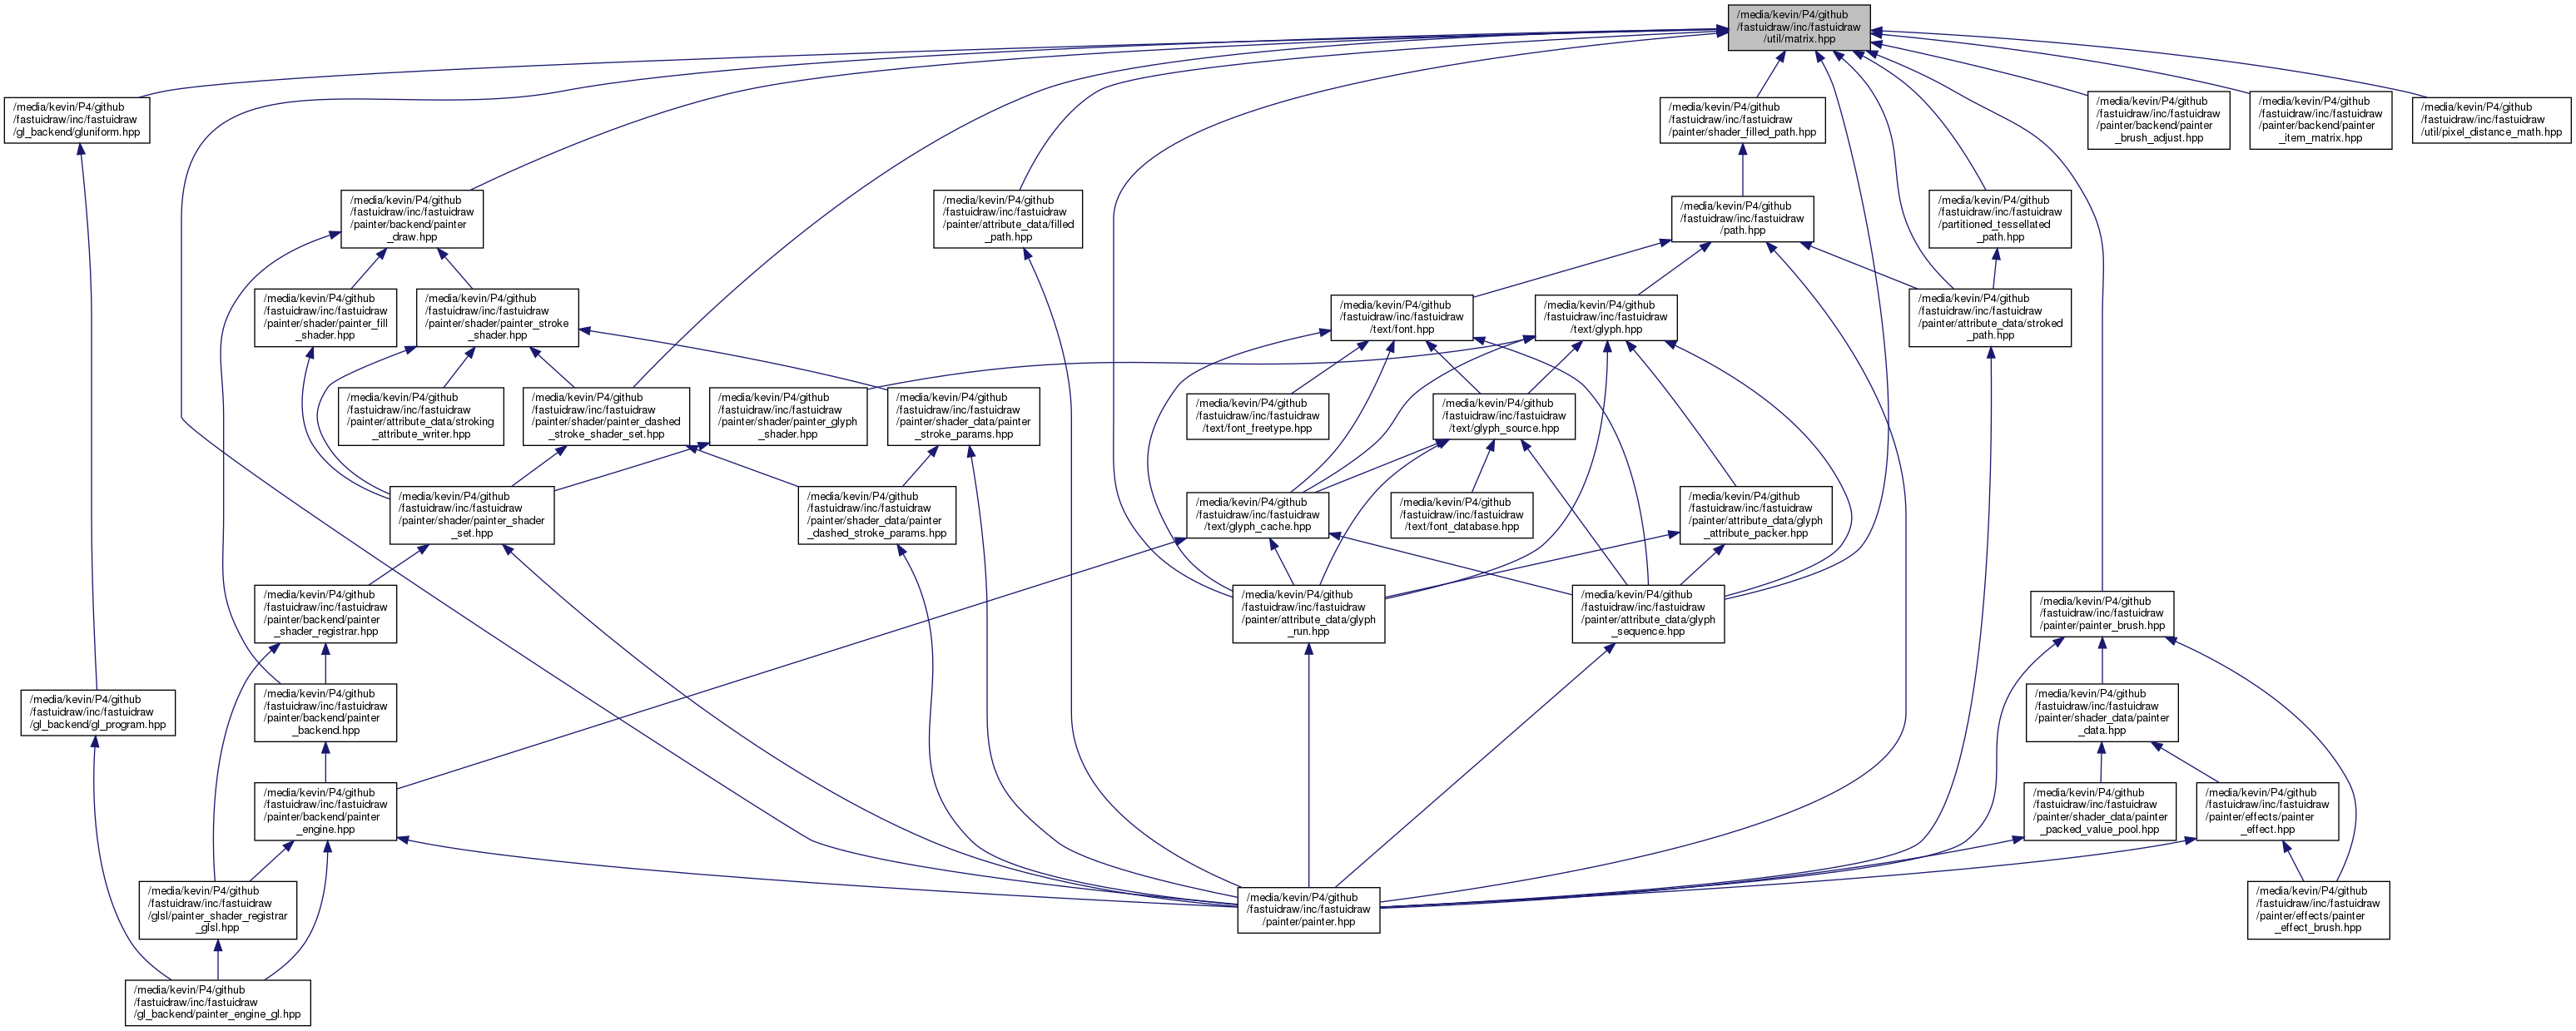 /media/kevin/P4/github
/fastuidraw/inc/fastuidraw
/util/matrix.hpp
/media/kevin/P4/github
/fastuidraw/inc/fastuidraw
/gl_backend/gluniform.hpp
/media/kevin/P4/github
/fastuidraw/inc/fastuidraw
/painter/shader_filled_path.hpp
/media/kevin/P4/github
/fastuidraw/inc/fastuidraw
/painter/backend/painter
_brush_adjust.hpp
/media/kevin/P4/github
/fastuidraw/inc/fastuidraw
/painter/backend/painter
_item_matrix.hpp
/media/kevin/P4/github
/fastuidraw/inc/fastuidraw
/util/pixel_distance_math.hpp
/media/kevin/P4/github
/fastuidraw/inc/fastuidraw
/painter/backend/painter
_draw.hpp
/media/kevin/P4/github
/fastuidraw/inc/fastuidraw
/painter/attribute_data/filled
_path.hpp
/media/kevin/P4/github
/fastuidraw/inc/fastuidraw
/path.hpp
/media/kevin/P4/github
/fastuidraw/inc/fastuidraw
/partitioned_tessellated
_path.hpp
/media/kevin/P4/github
/fastuidraw/inc/fastuidraw
/painter/shader/painter_fill
_shader.hpp
/media/kevin/P4/github
/fastuidraw/inc/fastuidraw
/painter/shader/painter_stroke
_shader.hpp
/media/kevin/P4/github
/fastuidraw/inc/fastuidraw
/text/font.hpp
/media/kevin/P4/github
/fastuidraw/inc/fastuidraw
/text/glyph.hpp
/media/kevin/P4/github
/fastuidraw/inc/fastuidraw
/painter/attribute_data/stroked
_path.hpp
/media/kevin/P4/github
/fastuidraw/inc/fastuidraw
/painter/attribute_data/stroking
_attribute_writer.hpp
/media/kevin/P4/github
/fastuidraw/inc/fastuidraw
/painter/shader/painter_dashed
_stroke_shader_set.hpp
/media/kevin/P4/github
/fastuidraw/inc/fastuidraw
/painter/shader/painter_glyph
_shader.hpp
/media/kevin/P4/github
/fastuidraw/inc/fastuidraw
/painter/shader_data/painter
_stroke_params.hpp
/media/kevin/P4/github
/fastuidraw/inc/fastuidraw
/text/font_freetype.hpp
/media/kevin/P4/github
/fastuidraw/inc/fastuidraw
/text/glyph_source.hpp
/media/kevin/P4/github
/fastuidraw/inc/fastuidraw
/painter/shader/painter_shader
_set.hpp
/media/kevin/P4/github
/fastuidraw/inc/fastuidraw
/painter/shader_data/painter
_dashed_stroke_params.hpp
/media/kevin/P4/github
/fastuidraw/inc/fastuidraw
/text/glyph_cache.hpp
/media/kevin/P4/github
/fastuidraw/inc/fastuidraw
/text/font_database.hpp
/media/kevin/P4/github
/fastuidraw/inc/fastuidraw
/painter/attribute_data/glyph
_attribute_packer.hpp
/media/kevin/P4/github
/fastuidraw/inc/fastuidraw
/painter/backend/painter
_shader_registrar.hpp
/media/kevin/P4/github
/fastuidraw/inc/fastuidraw
/painter/attribute_data/glyph
_run.hpp
/media/kevin/P4/github
/fastuidraw/inc/fastuidraw
/painter/attribute_data/glyph
_sequence.hpp
/media/kevin/P4/github
/fastuidraw/inc/fastuidraw
/painter/painter_brush.hpp
/media/kevin/P4/github
/fastuidraw/inc/fastuidraw
/gl_backend/gl_program.hpp
/media/kevin/P4/github
/fastuidraw/inc/fastuidraw
/painter/backend/painter
_backend.hpp
/media/kevin/P4/github
/fastuidraw/inc/fastuidraw
/painter/shader_data/painter
_data.hpp
/media/kevin/P4/github
/fastuidraw/inc/fastuidraw
/painter/backend/painter
_engine.hpp
/media/kevin/P4/github
/fastuidraw/inc/fastuidraw
/painter/shader_data/painter
_packed_value_pool.hpp
/media/kevin/P4/github
/fastuidraw/inc/fastuidraw
/painter/effects/painter
_effect.hpp
/media/kevin/P4/github
/fastuidraw/inc/fastuidraw
/glsl/painter_shader_registrar
_glsl.hpp
/media/kevin/P4/github
/fastuidraw/inc/fastuidraw
/painter/painter.hpp
/media/kevin/P4/github
/fastuidraw/inc/fastuidraw
/painter/effects/painter
_effect_brush.hpp
/media/kevin/P4/github
/fastuidraw/inc/fastuidraw
/gl_backend/painter_engine_gl.hpp